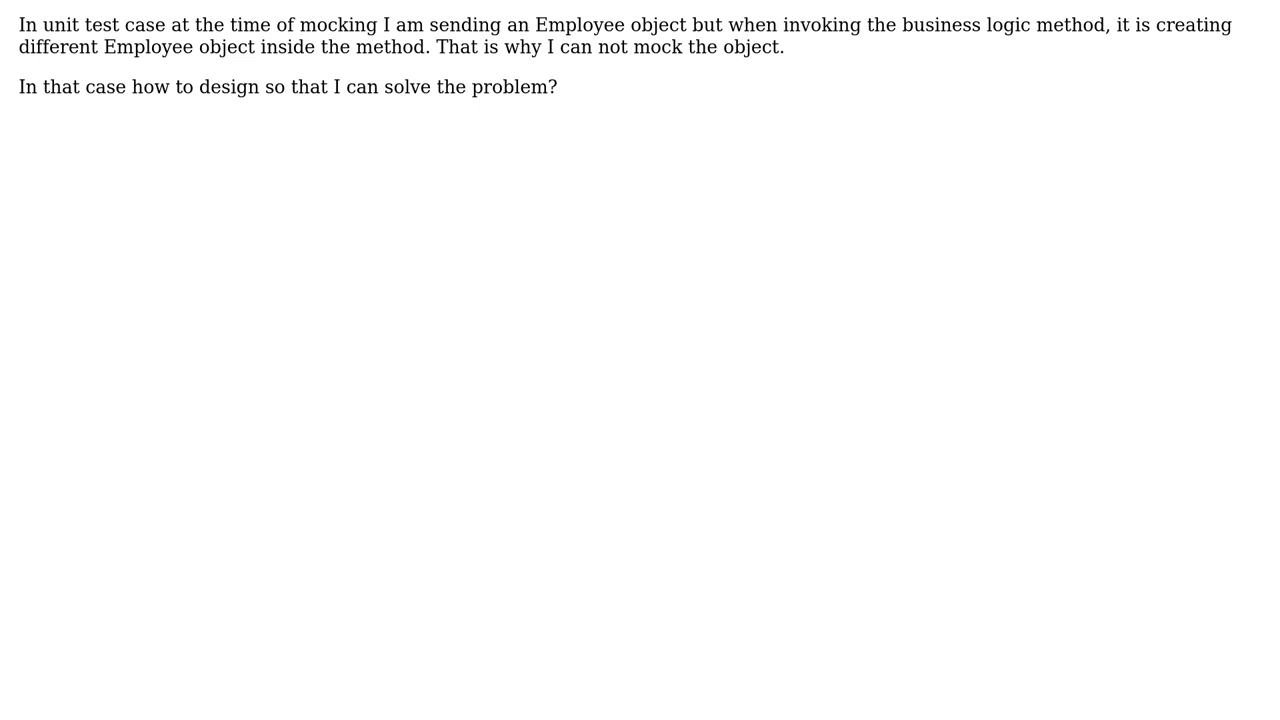 In unit test case at the time of mocking I am sending an Employee object but when invoking the business logic method, it is creating
different Employee object inside the method. That is why I can not mock the object.
In that case how to design so that I can solve the problem?